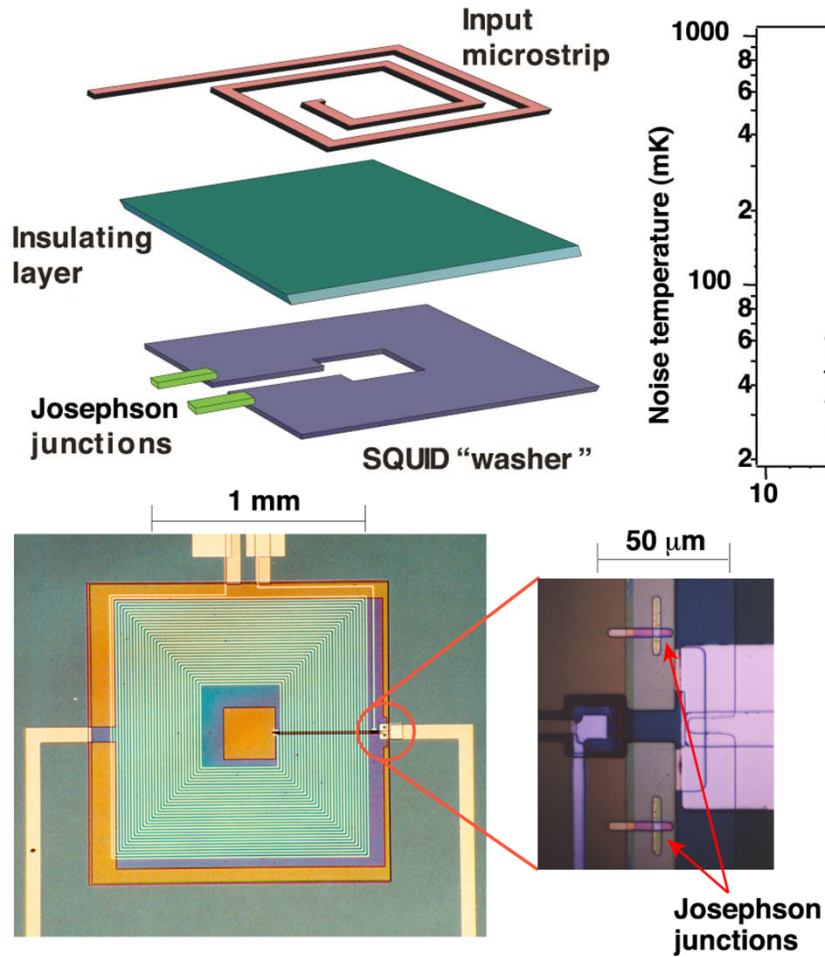 Input
microstrip
Insulating
layer
Josephson
junctions
SQUID “washer ”
1000
8
6
4
2
100
8
6
4
2
10
Noise temperature (mK)
1 mm
50 μm
Josephson
junctions